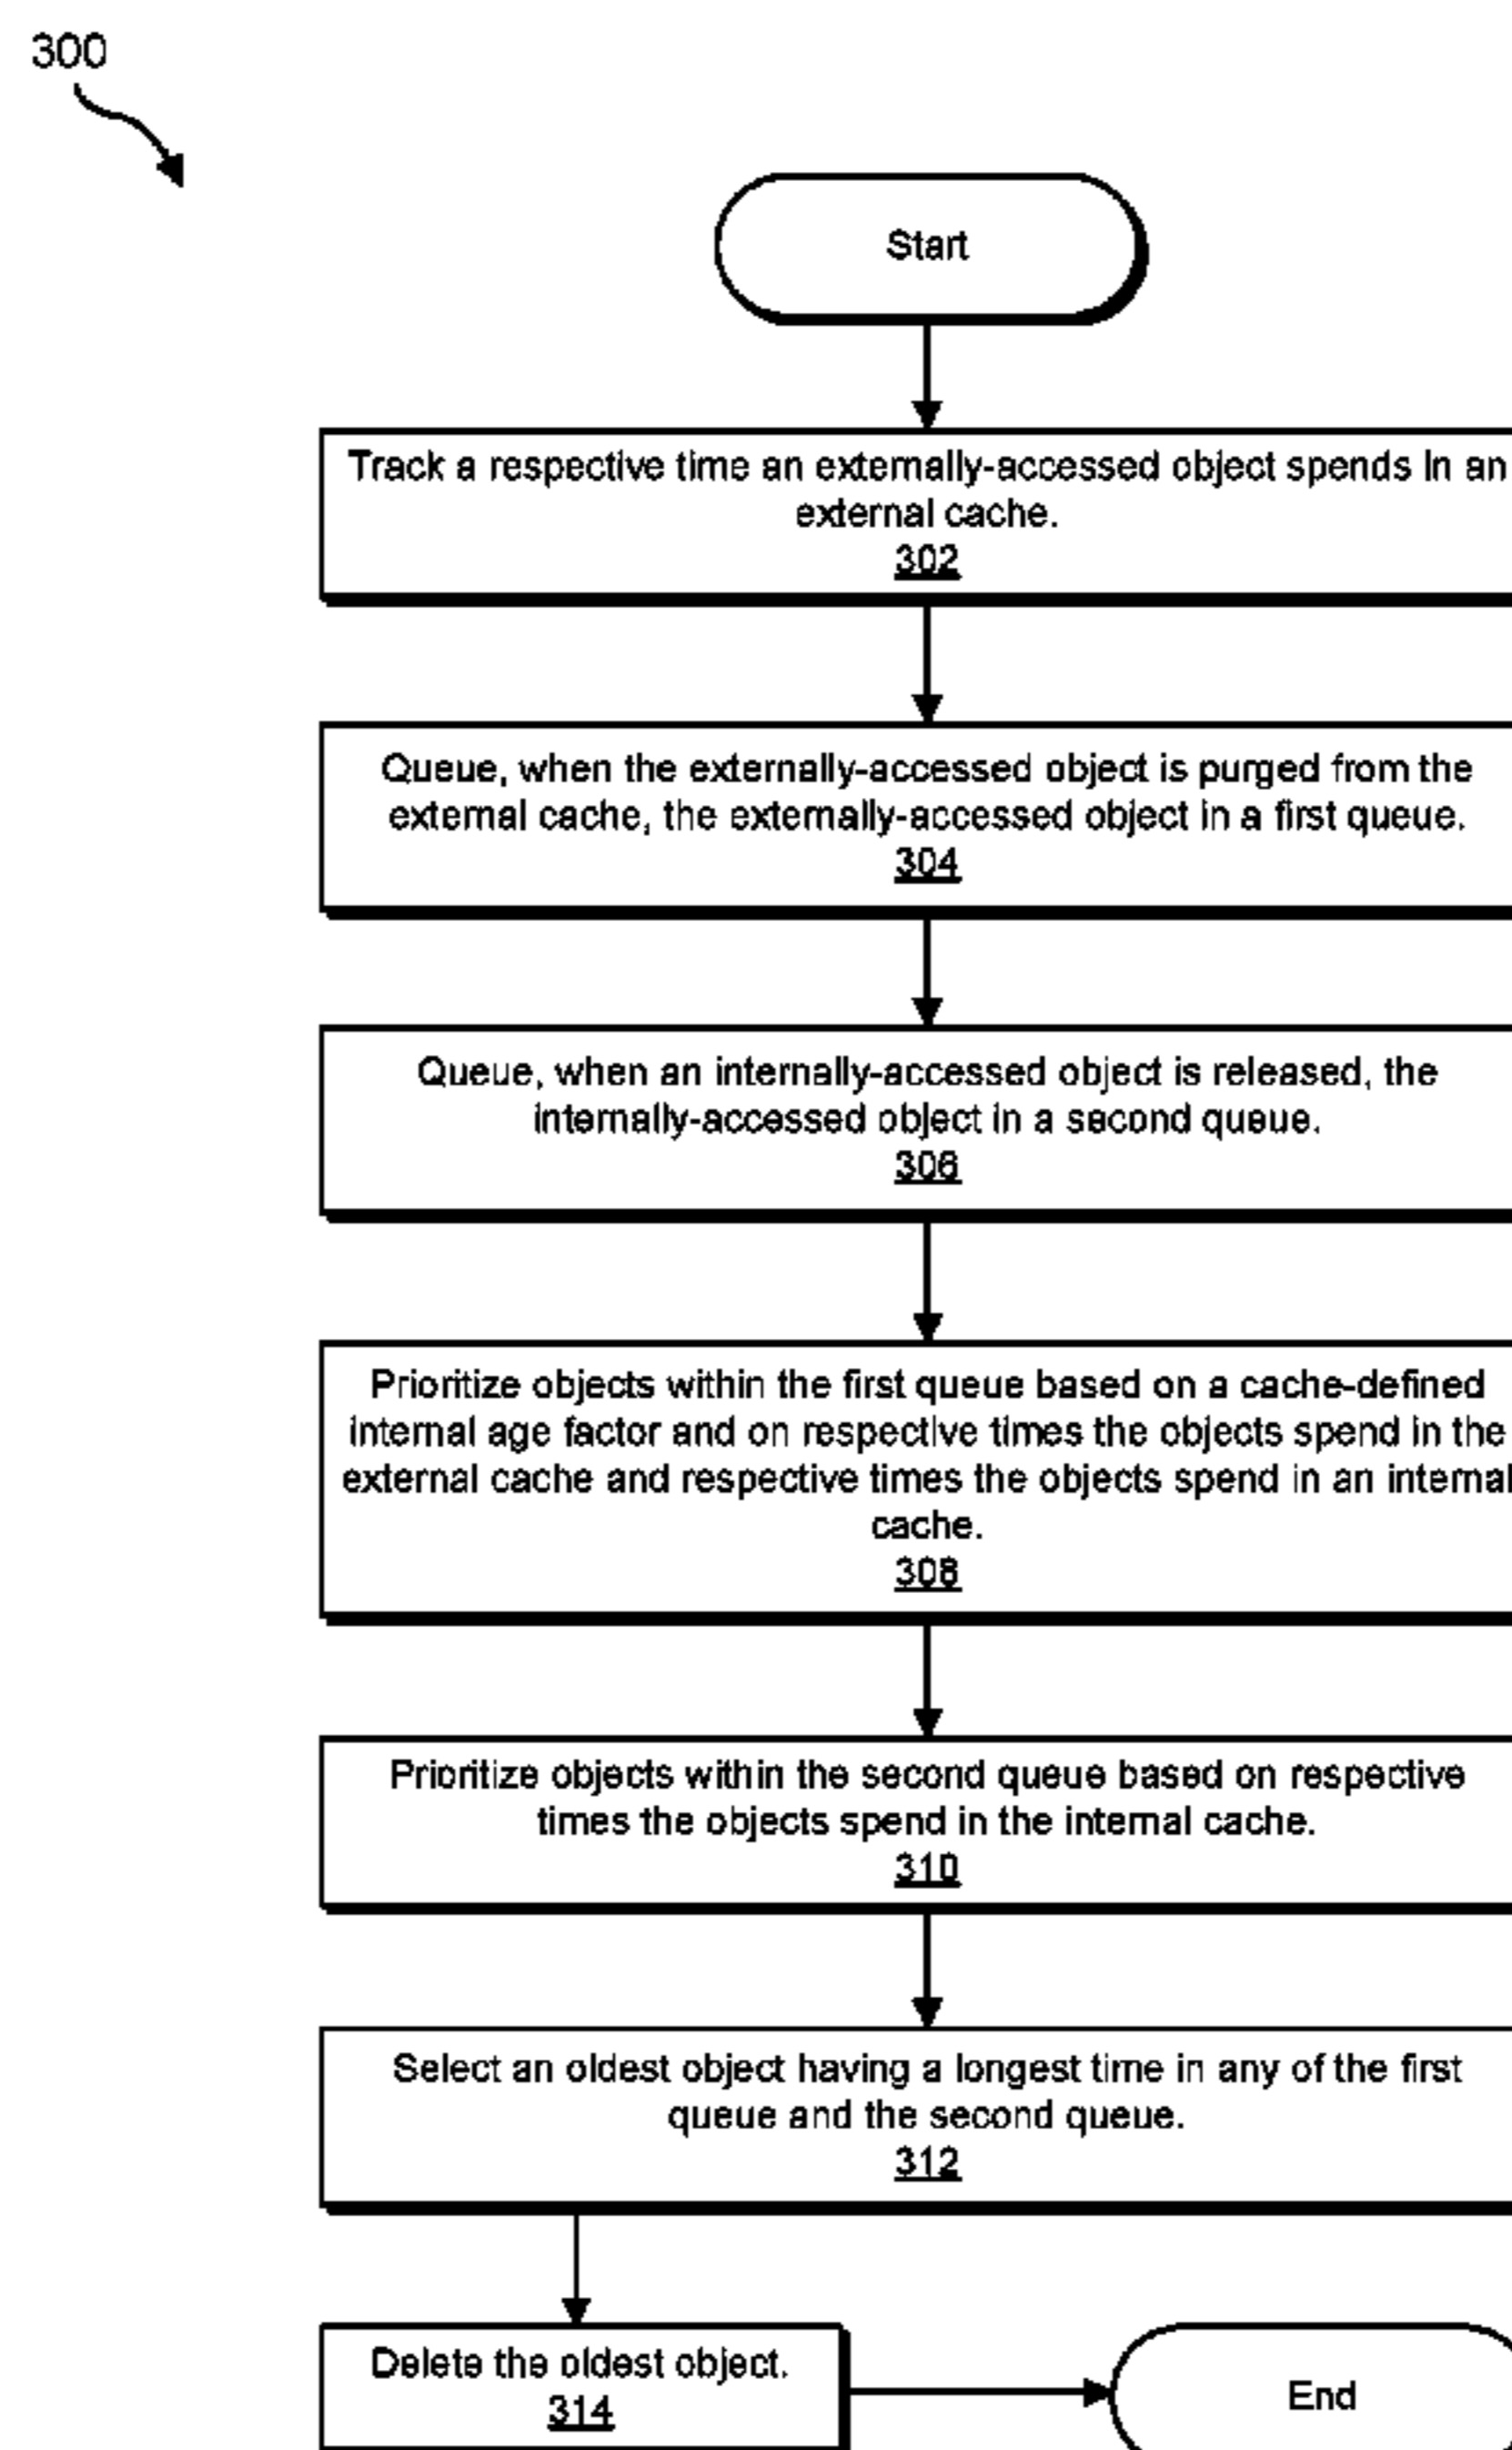 300
Start
Track a respective time an externally-accessed object spends in an
external cache.
302
Queue, when the externally-accessed object is purged from the
external cache, the externally-accessed object in a first queue.
304
Queue, when an internally-accessed object is released, the
internally-accessed object in a second queue.
306
Prioritize objects within the first queue based on a cache-defined
internal age factor and on respective times the objects spend in the
external cache and respective times the objects spend in an internal
cache.
308
Prioritize objects within the second queue based on respective
times the objects spend in the internal cache.
310
Select an oldest object having a longest time in any of the first
queue and the second queue.
312
Delete the oldest object.
314
End